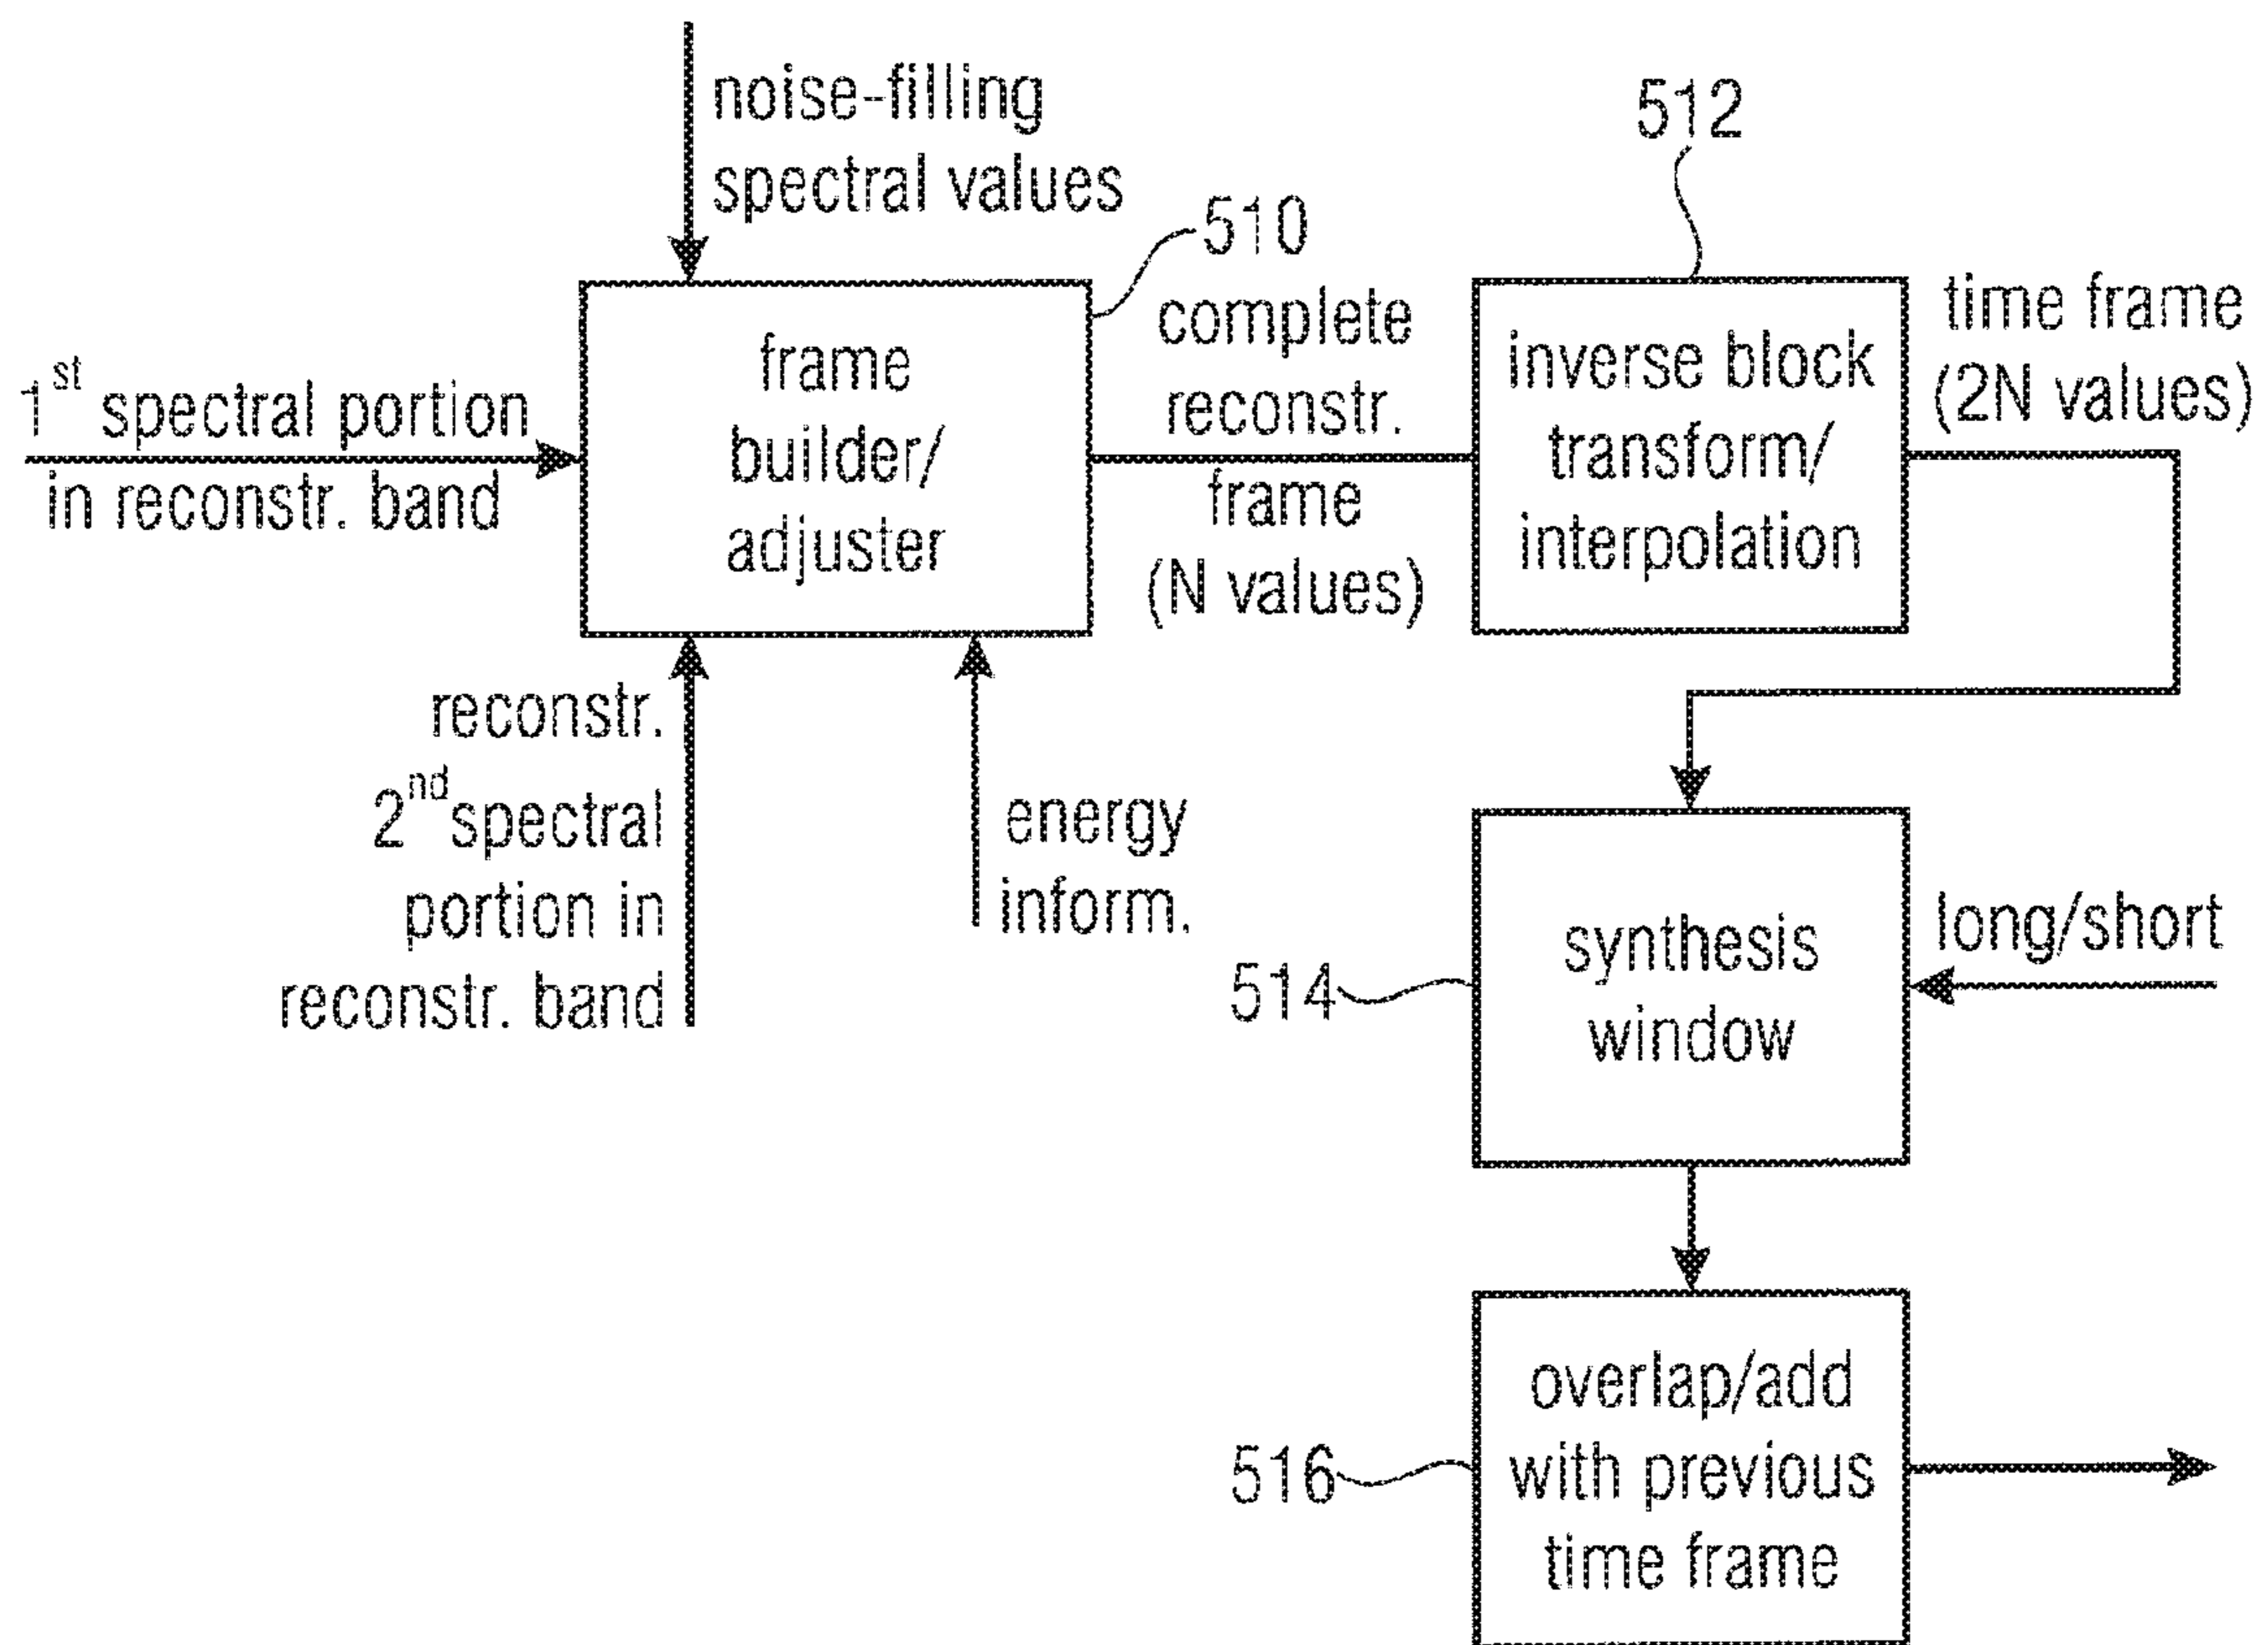 noise-filling
spectral values
512
510
1st spectral portion
in reconstr. band
frame
builder/
adjuster
complete
reconstr.
frame
(N values)
inverse block
transform/
interpolation
time frame
(2N values)
reconstr.
2nd spectral
portion in
reconstr. band
energy
inform.
514
synthesis
window
long/short
516
overlap/add
with previous
time frame